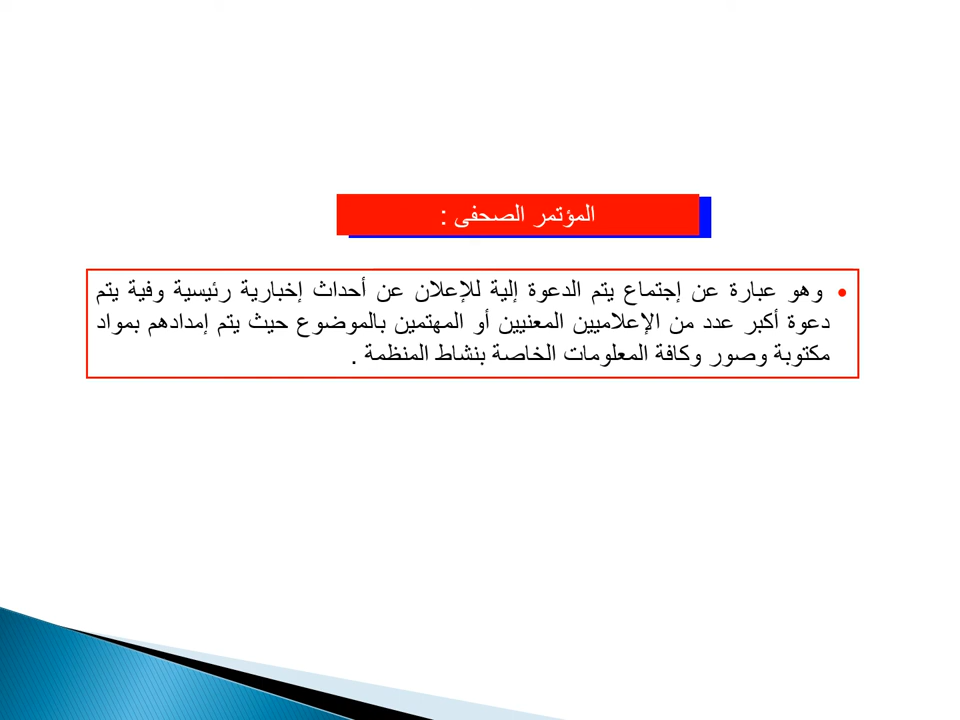 المؤتمر الصحفى :
• وهو عبارة عن إجتماع يتم الدعوة إلية للإعلان عن أحداث إخبارية رئيسية وفية يتم
دعوة أكبر عدد من الإعلاميين المعنيين أو المهتمين بالموضوع حيث يتم إمدادهم بمواد
مكتوبة وصور وكافة المعلومات الخاصة بنشاط المنظمة .